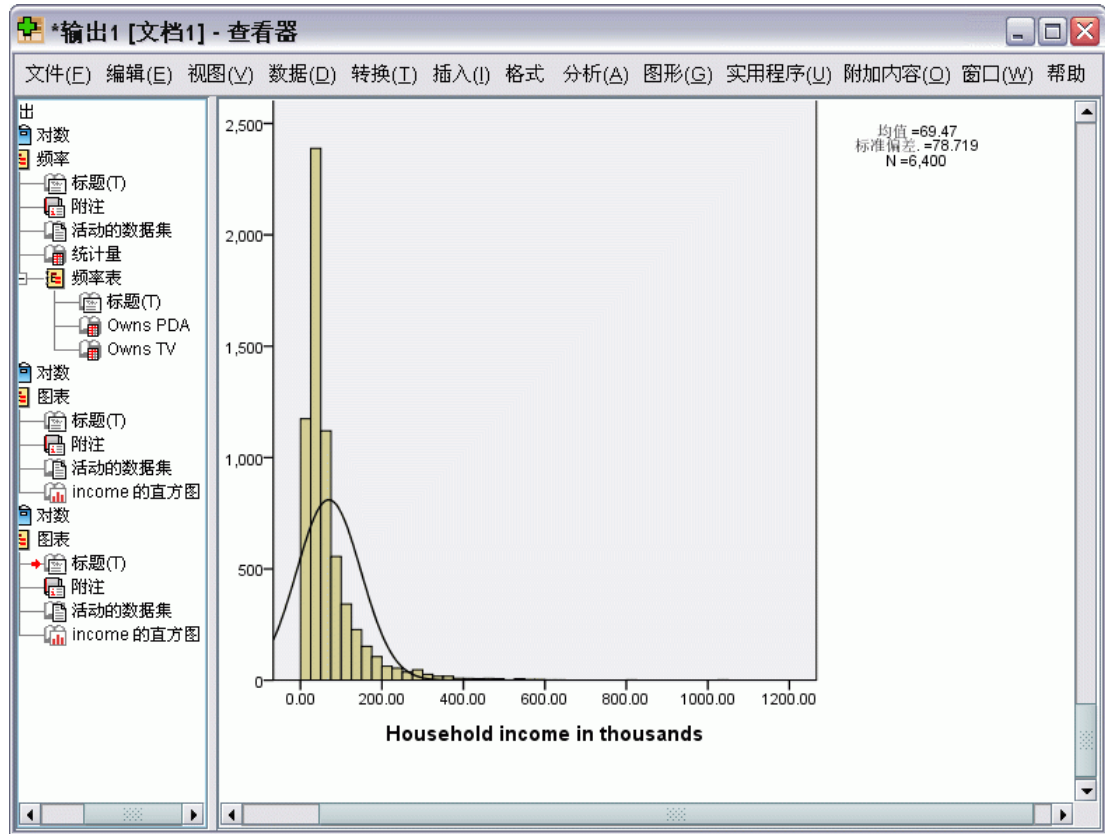 *输出1 [文档1] - 查看器
文件(F) 编辑(E) 视图(V) 数据(D) 转换(T) 插入(I) 格式 分析(A) 图形(G) 实用程序(U) 附加内容(O) 窗口(W) 帮助
出
对数
频率
标题(T)
附注
活动的数据集
统计量
频率表
标题(T)
Owns PDA
Owns TV
对数
图表
标题(T)
附注
活动的数据集
income 的直方图
对数
图表
标题(T)
附注
活动的数据集
income 的直方图
2,500
2,000
1,500
1,000
500
0
0.00 200.00 400.00 600.00 800.00 1000.00 1200.00
Household income in thousands
均值 =69.47
标准偏差. =78.719
N =6,400